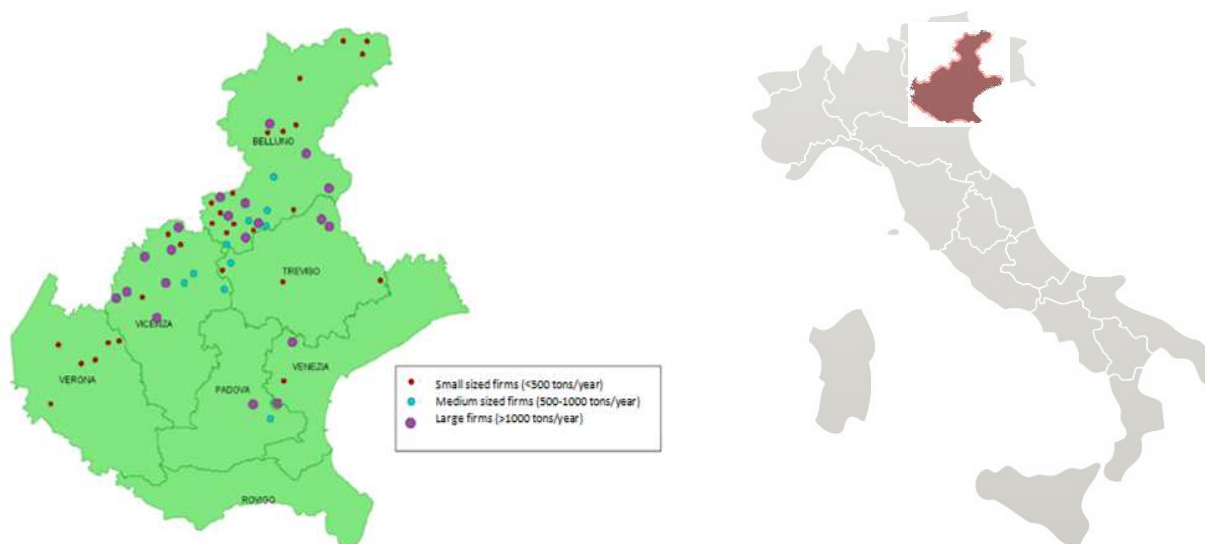 BELLUNO
TREVISO
VICENZA
VERONA
PADOVA
VENEZIA
ROVIGO
Small sized firms (<500 tons/year)
Medium sized firms (500-1000 tons/year)
Large firms (>1000 tons/year)